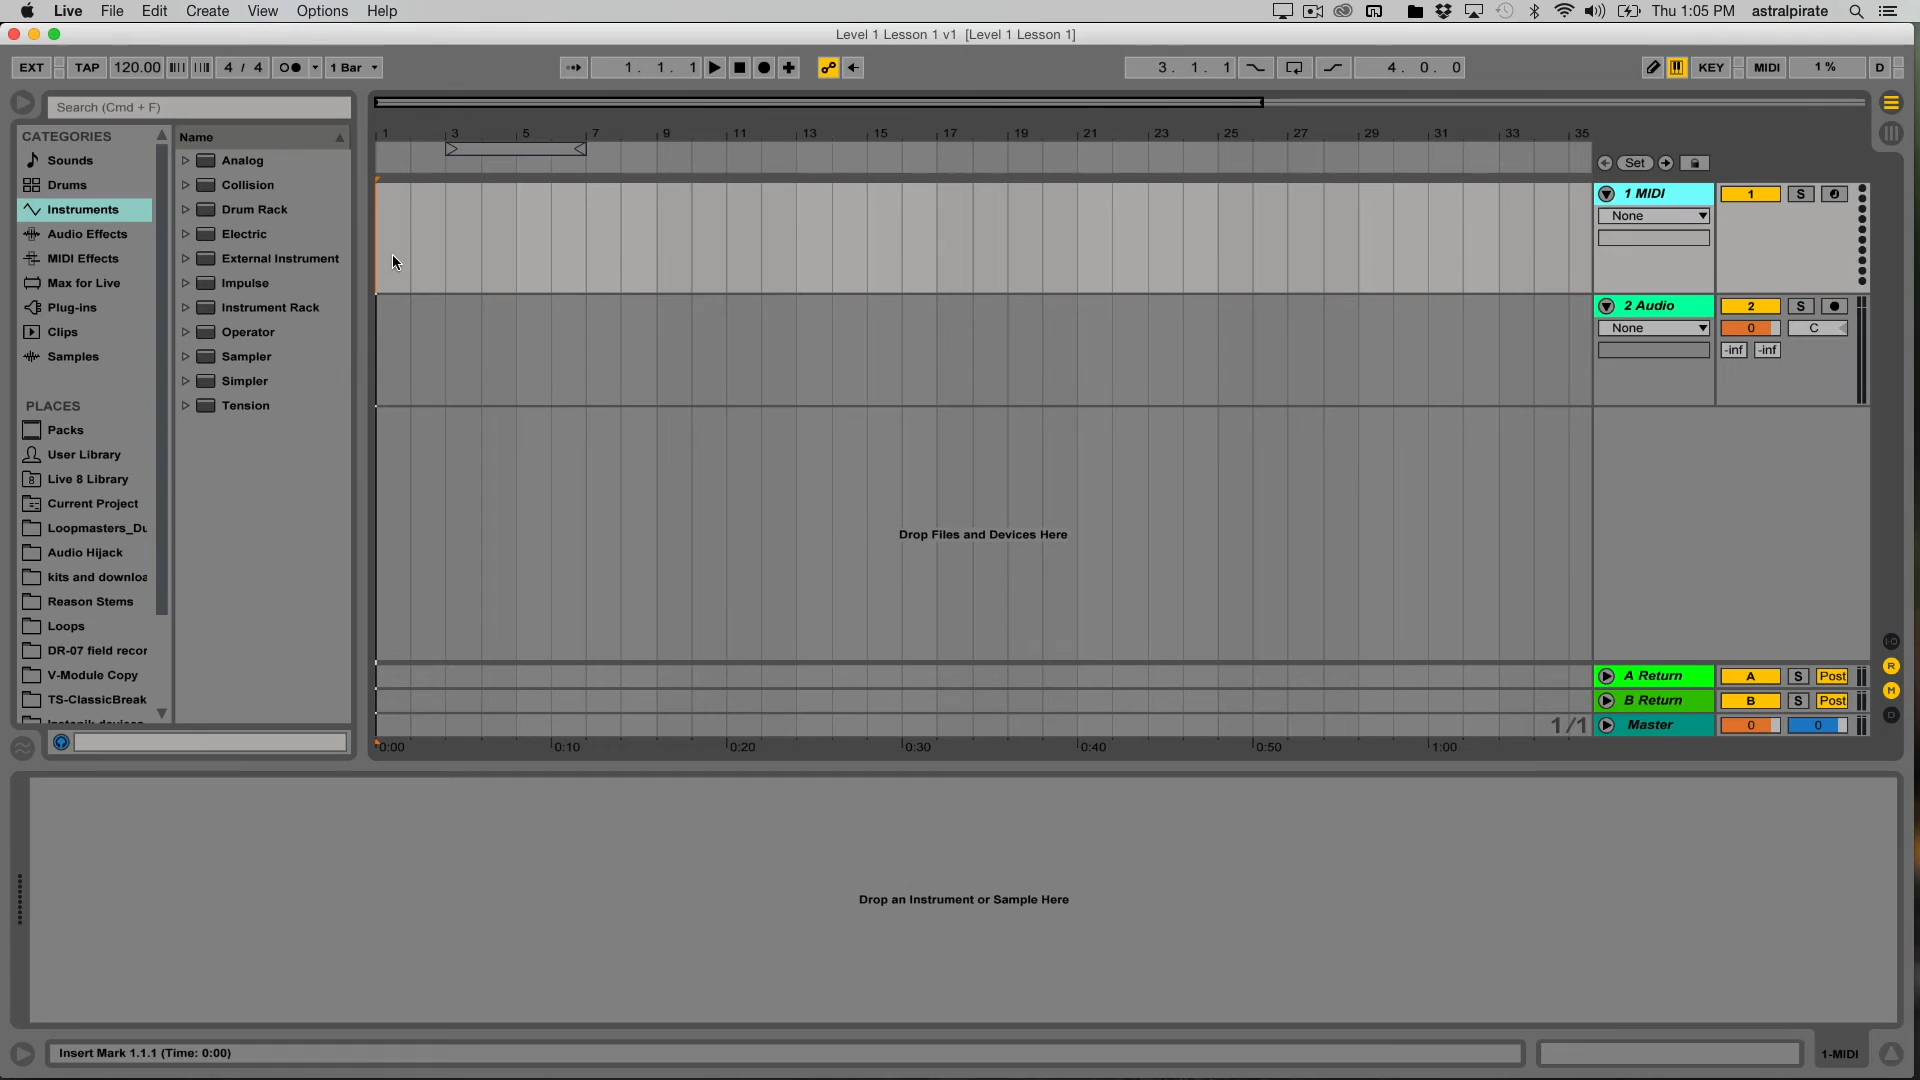 Live File Edit Create View Options Help
Thu 1:05 PM astralpirate
Level 1 Lesson 1 v1 [Level 1 Lesson 1]
EXT TAP 120.00 4 / 4 1 Bar
1. 1. 1
3. 1. 1
4. 0. 0
KEY MIDI 1 % D
Search (Cmd + F)
CATEGORIES
Sounds
Drums
Instruments
Audio Effects
MIDI Effects
Max for Live
Plug-ins
Clips
Samples
PLACES
Packs
User Library
Live 8 Library
Current Project
Loopmasters_Du
Audio Hijack
kits and downloa
Reason Stems
Loops
DR-07 field recor
V-Module Copy
TS-ClassicBreak
Name
Analog
Collision
Drum Rack
Electric
External Instrument
Impulse
Instrument Rack
Operator
Sampler
Simpler
Tension
1 3 5 7 9 11 13 15 17 19 21 23 25 27 29 31 33 35
Set
1 MIDI 1 S
None
2 Audio 2 S
None 0 C
-inf -inf
Drop Files and Devices Here
A Return A S Post
B Return B S Post
1/1 Master 0 0
0:00 0:10 0:20 0:30 0:40 0:50 1:00
R
M
D
Drop an Instrument or Sample Here
Insert Mark 1.1.1 (Time: 0:00)
1-MIDI